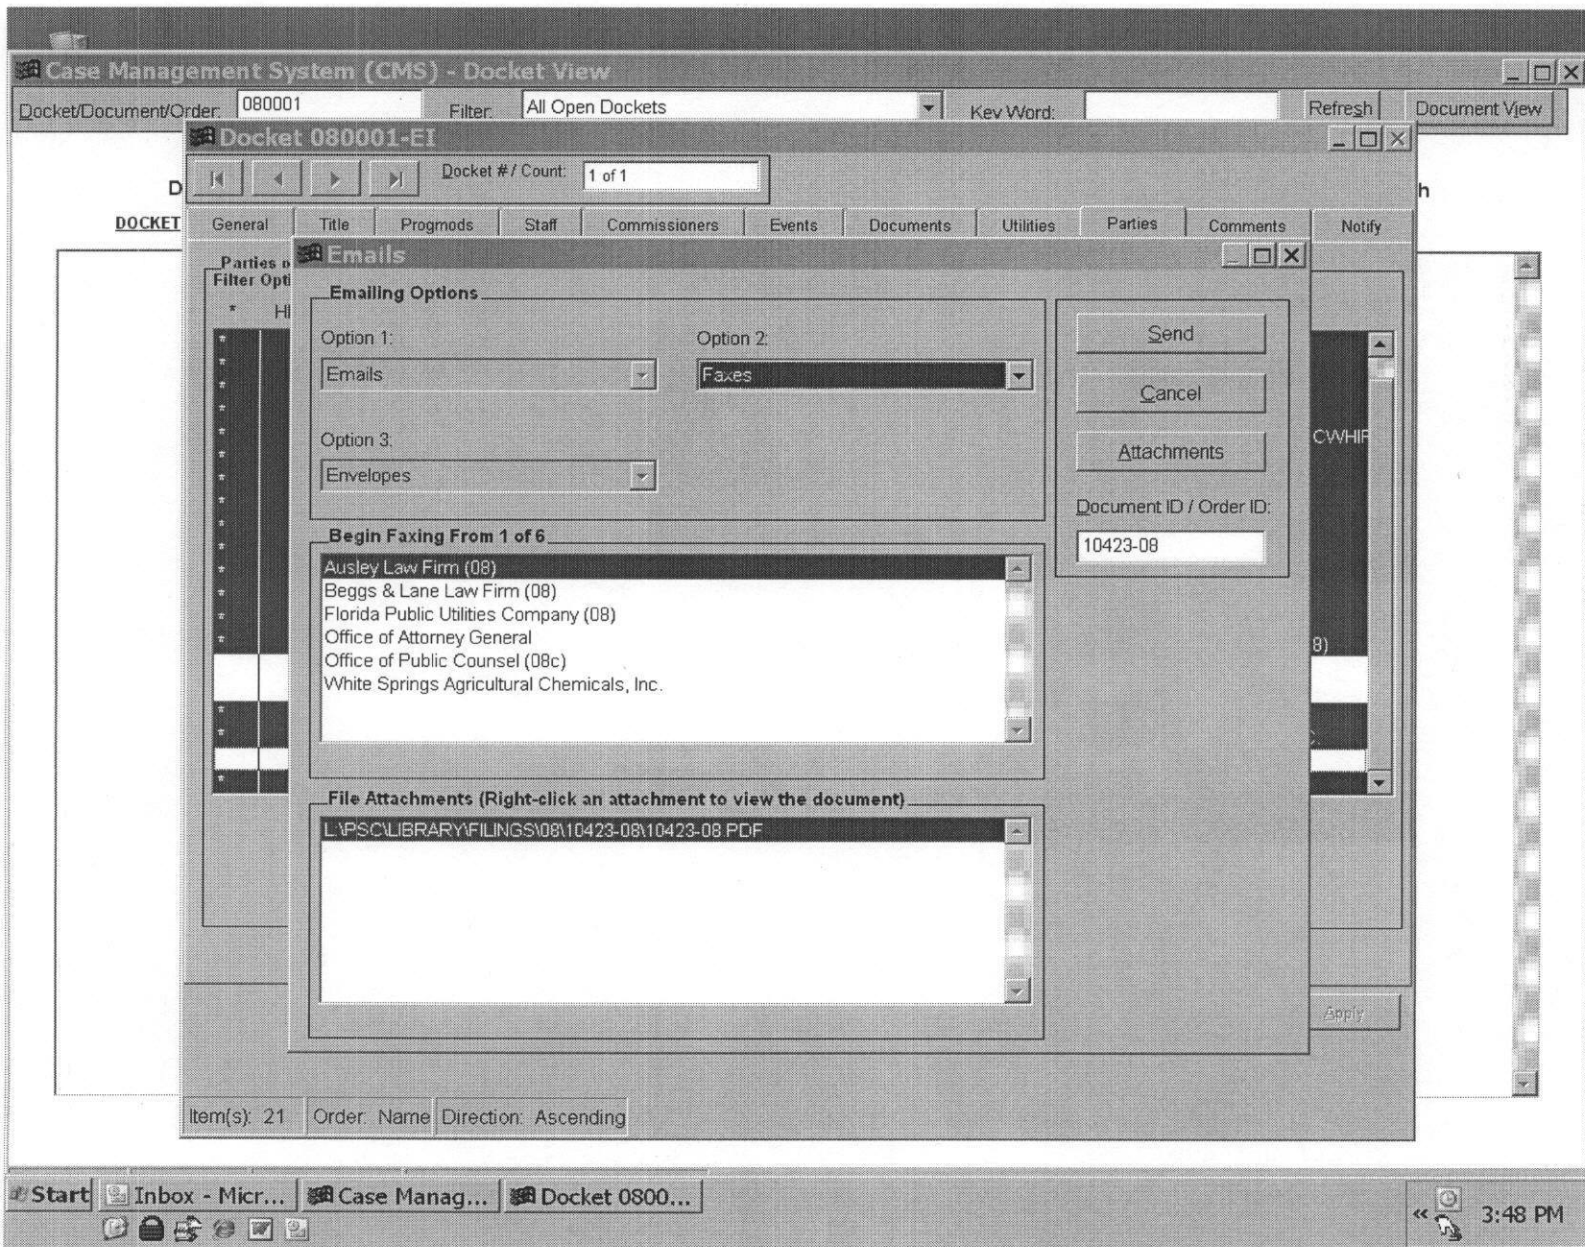 Case Management System (CMS) - Docket View
Docket/Document/Order: 080001 Filter: All Open Dockets Key Word: Refresh Document View
Docket 080001-EI
Docket # / Count: 1 of 1
D h
DOCKET General Title Progmods Staff Commissioners Events Documents Utilities Parties Comments Notify
Parties o
Filter Opti
* HI
Emails
Emailing Options
Option 1: Option 2:
Emails Faxes
Option 3:
Envelopes
Send
Cancel
Attachments
Document ID / Order ID:
10423-08
CWHIF
8)
Begin Faxing From 1 of 6
Ausley Law Firm (08)
Beggs & Lane Law Firm (08)
Florida Public Utilities Company (08)
Office of Attorney General
Office of Public Counsel (08c)
White Springs Agricultural Chemicals, Inc.
File Attachments (Right-click an attachment to view the document)
L:\PSC\LIBRARY\FILINGS\08\10423-08\10423-08.PDF
Apply
Item(s): 21 Order: Name Direction: Ascending
Start Inbox - Micr... Case Manag... Docket 0800... « 3:48 PM